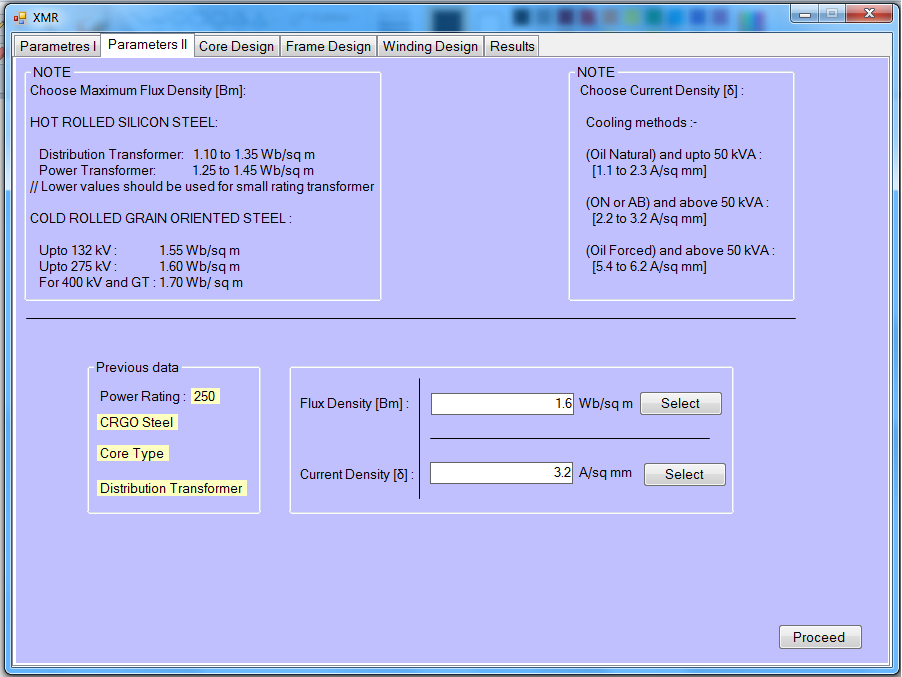 XMR
Parametres I Parameters II Core Design Frame Design Winding Design Results
NOTE
Choose Maximum Flux Density [Bm]:
HOT ROLLED SILICON STEEL:
Distribution Transformer: 1.10 to 1.35 Wb/sq m
Power Transformer: 1.25 to 1.45 Wb/sq m
// Lower values should be used for small rating transformer
COLD ROLLED GRAIN ORIENTED STEEL :
Upto 132 kV : 1.55 Wb/sq m
Upto 275 kV : 1.60 Wb/sq m
For 400 kV and GT : 1.70 Wb/ sq m
NOTE
Choose Current Density [δ] :
Cooling methods :-
(Oil Natural) and upto 50 kVA :
[1.1 to 2.3 A/sq mm]
(ON or AB) and above 50 kVA :
[2.2 to 3.2 A/sq mm]
(Oil Forced) and above 50 kVA :
[5.4 to 6.2 A/sq mm]
Previous data
Power Rating : 250
CRGO Steel
Core Type
Distribution Transformer
Flux Density [Bm] : 1.6 Wb/sq m Select
Current Density [δ] : 3.2 A/sq mm Select
Proceed